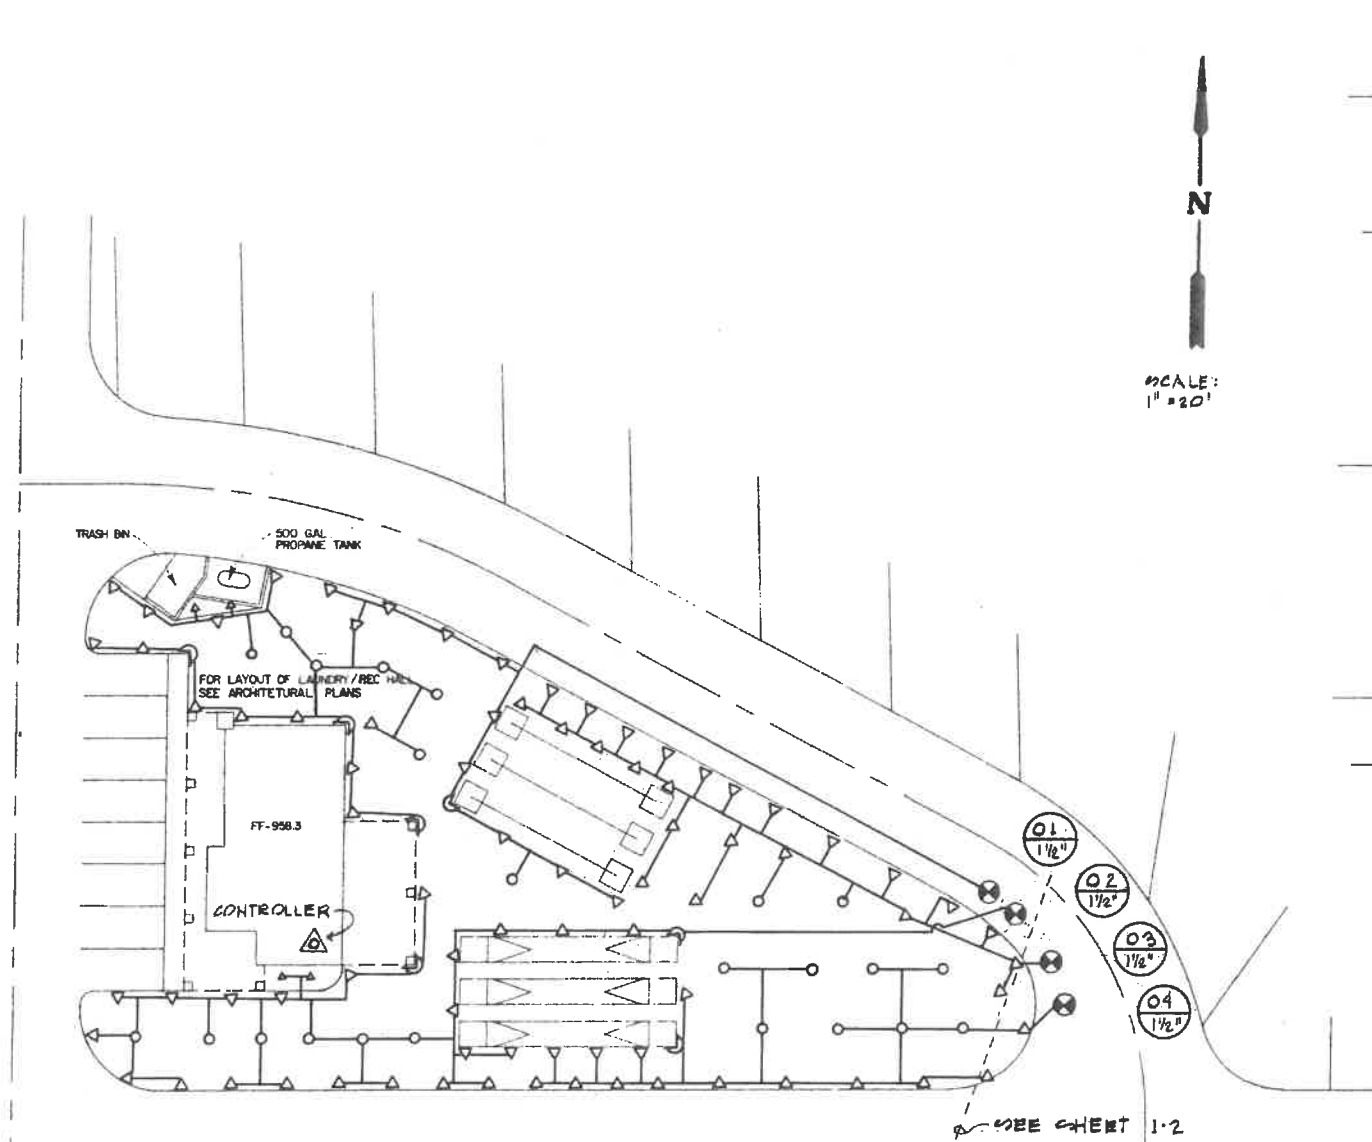 N
SCALE:
1" = 20'
TRASH BIN
500 GAL.
PROPANE TANK
FOR LAYOUT OF LAUNDRY/REC HALL
SEE ARCHITETURAL PLANS
FF-958.3
CONTROLLER
01
1½"
02
1½"
03
1½"
04
1½"
SEE SHEET 1-2